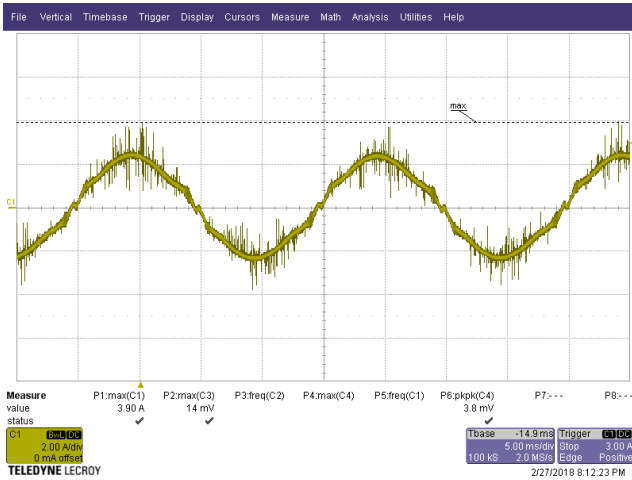 File Vertical Timebase Trigger Display Cursors Measure Math Analysis Utilities Help
max
C1
Measure P1:max(C1) P2:max(C3) P3:freq(C2) P4:max(C4) P5:freq(C1) P6:pkpk(C4) P7:--- P8:---
value 3.90 A 14 mV 3.8 mV
status
C1 BwL DC
2.00 A/div
0 mA offset
Tbase -14.9 ms
5.00 ms/div
100 kS 2.0 MS/s
Trigger C1 DC
Stop 3.00 A
Edge Positive
TELEDYNE LECROY
2/27/2018 8:12:23 PM